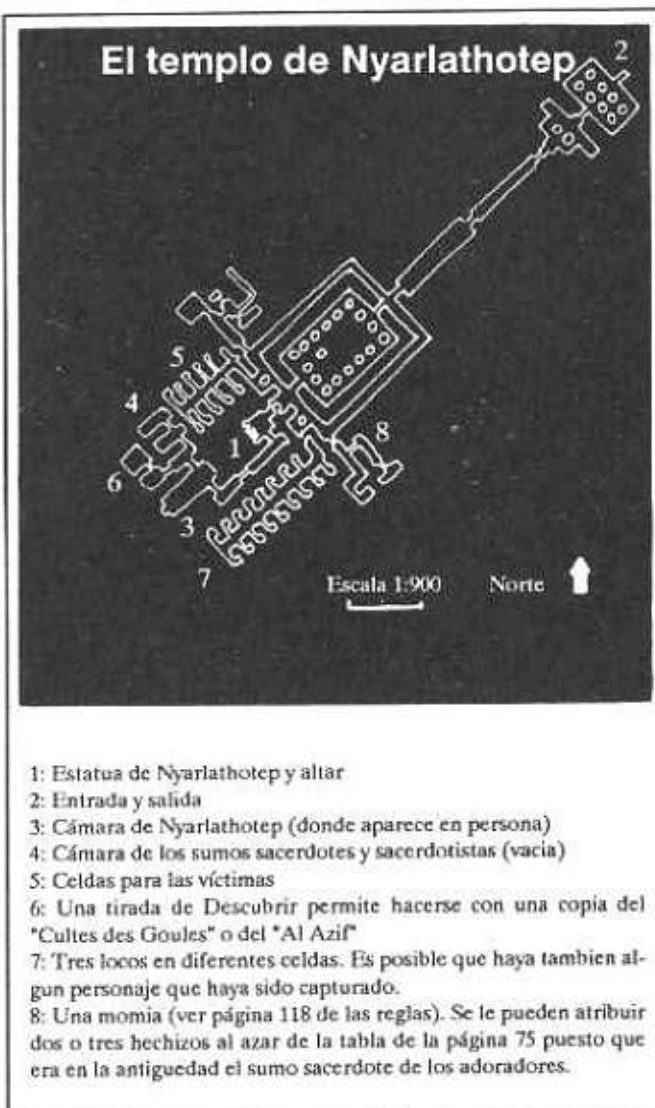 El templo de Nyarlathotep
2
5
4
6
1
3
8
7
Escala 1:900 Norte
1: Estatua de Nyarlathotep y altar
2: Entrada y salida
3: Cámara de Nyarlathotep (donde aparece en persona)
4: Cámara de los sumos sacerdotes y sacerdotistas (vacia)
5: Celdas para las víctimas
6: Una tirada de Descubrir permite hacerse con una copia del
"Cultes des Goules" o del "Al Azif"
7: Tres locos en diferentes celdas. Es posible que haya tambien al-
gun personaje que haya sido capturado.
8: Una momia (ver página 118 de las reglas). Se le pueden atribuir
dos o tres hechizos al azar de la tabla de la página 75 puesto que
era en la antiguedad el sumo sacerdote de los adoradores.